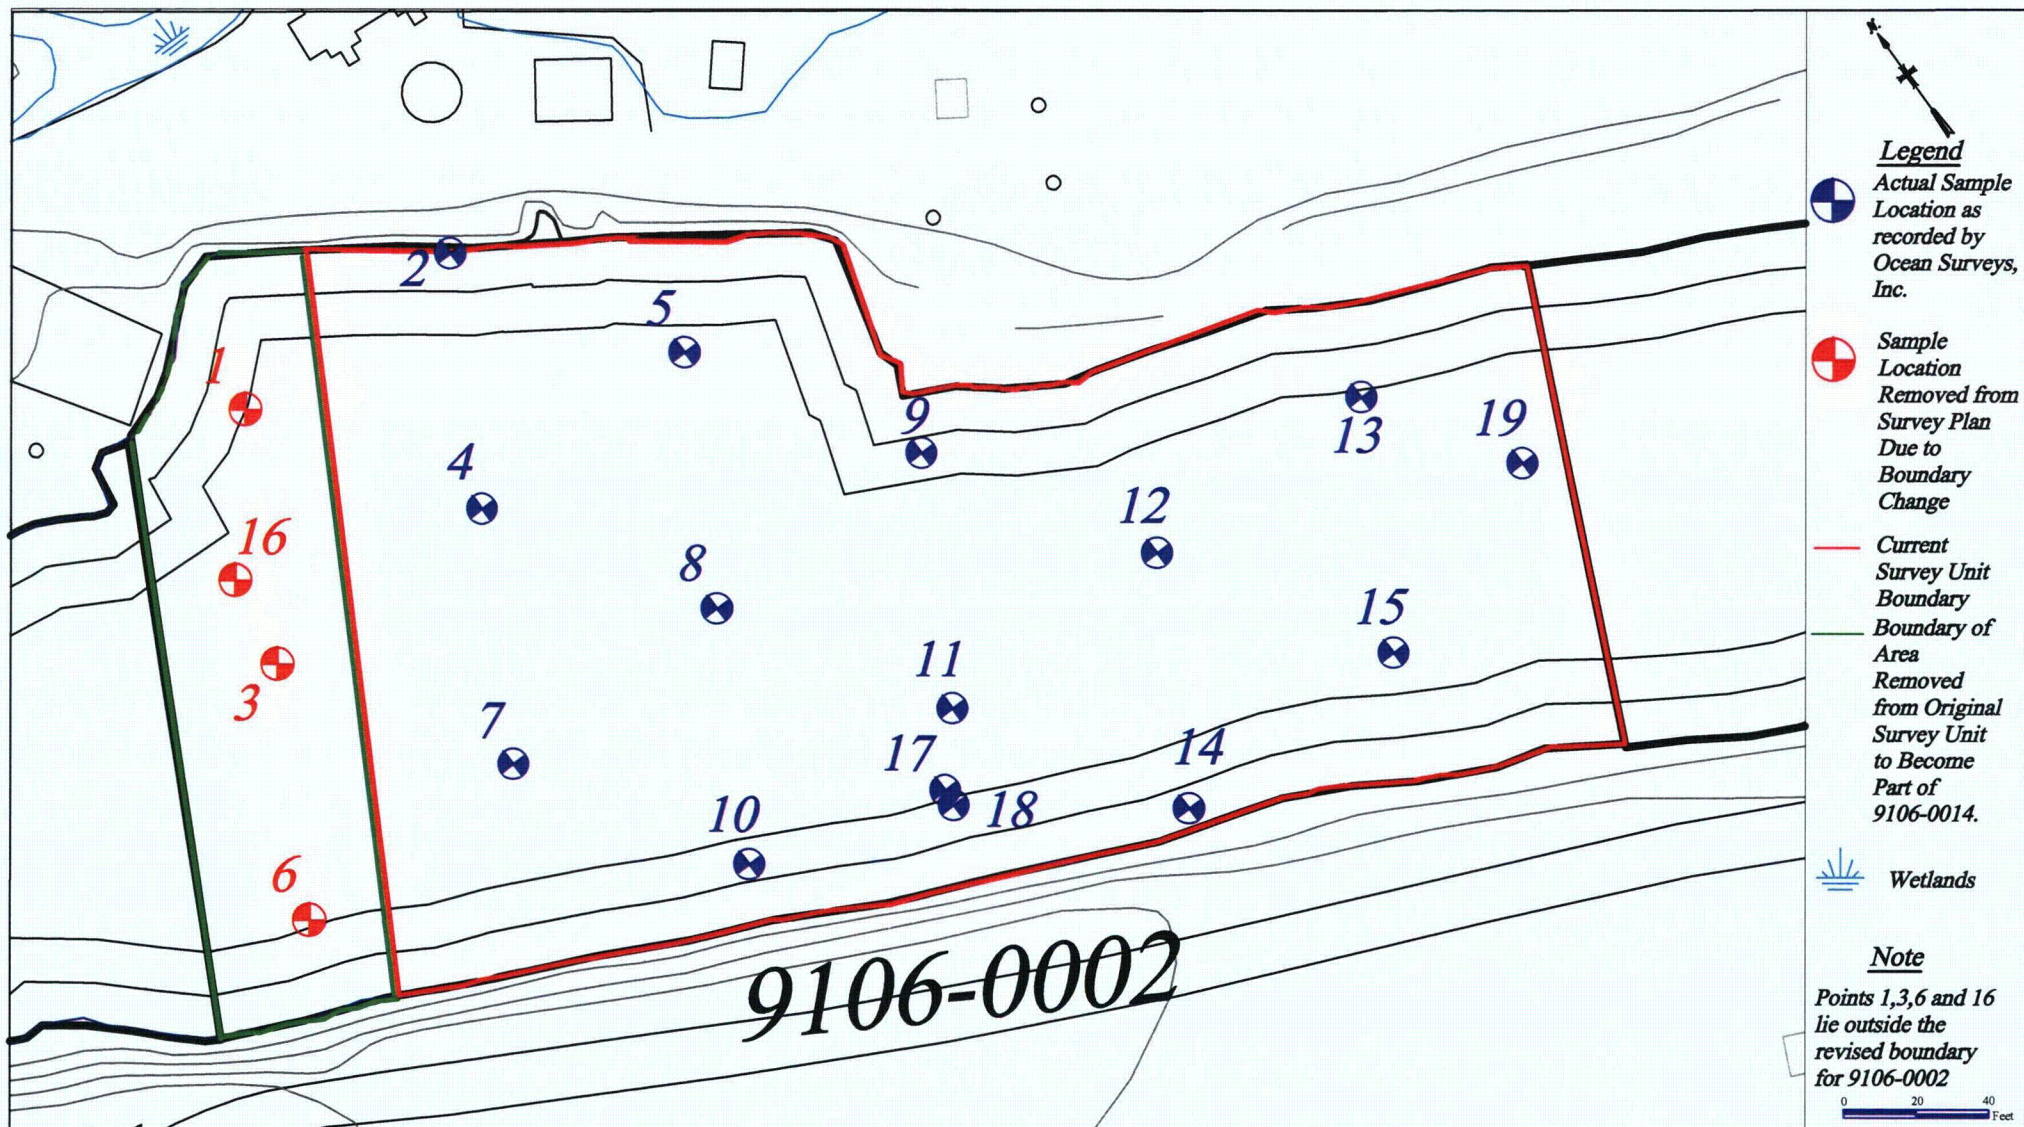 2
5
1
9
13
19
4
12
16
8
15
11
3
7
17
14
10
18
6
9106-0002
N
Legend
Actual Sample
Location as
recorded by
Ocean Surveys,
Inc.
Sample
Location
Removed from
Survey Plan
Due to
Boundary
Change
Current
Survey Unit
Boundary
Boundary of
Area
Removed
from Original
Survey Unit
to Become
Part of
9106-0014.
Wetlands
Note
Points 1,3,6 and 16
lie outside the
revised boundary
for 9106-0002
0 20 40
Feet